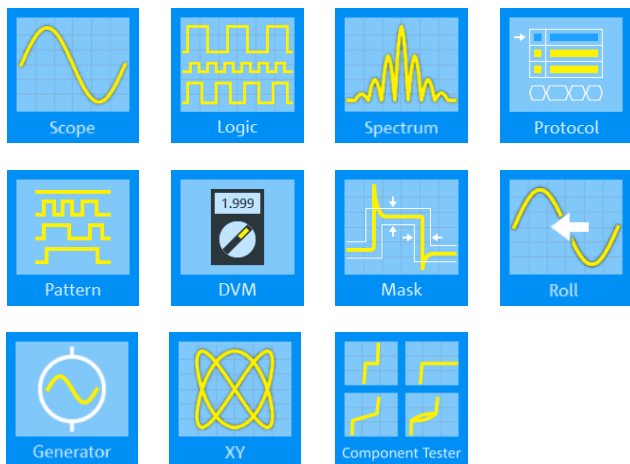 Scope
Logic
Spectrum
Protocol
Pattern
1.999
DVM
Mask
Roll
Generator
XY
Component Tester